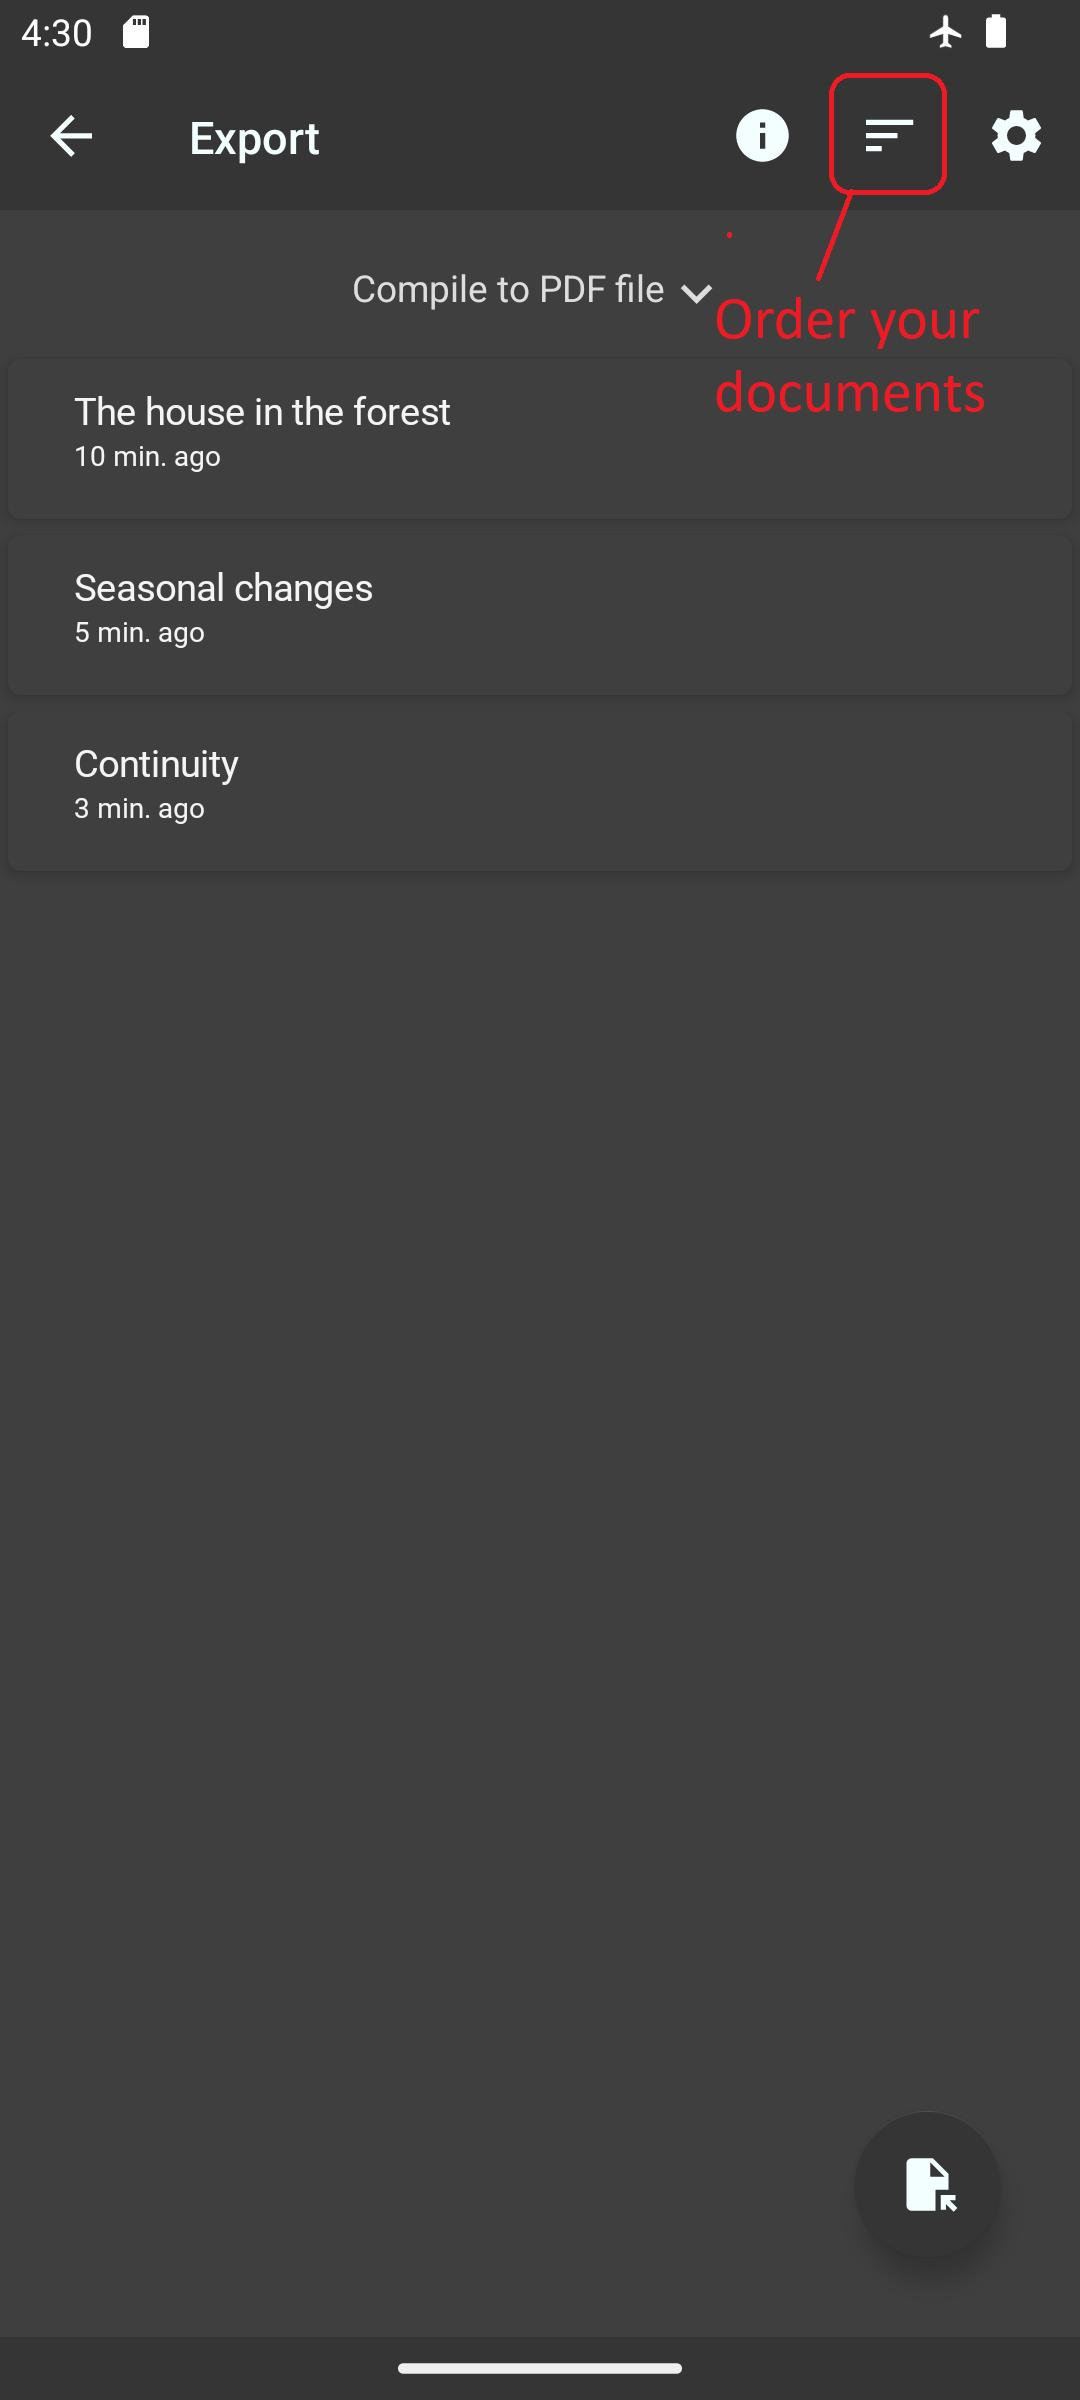 4:30
Export
Compile to PDF file
Order your
documents
The house in the forest
10 min. ago
Seasonal changes
5 min. ago
Continuity
3 min. ago